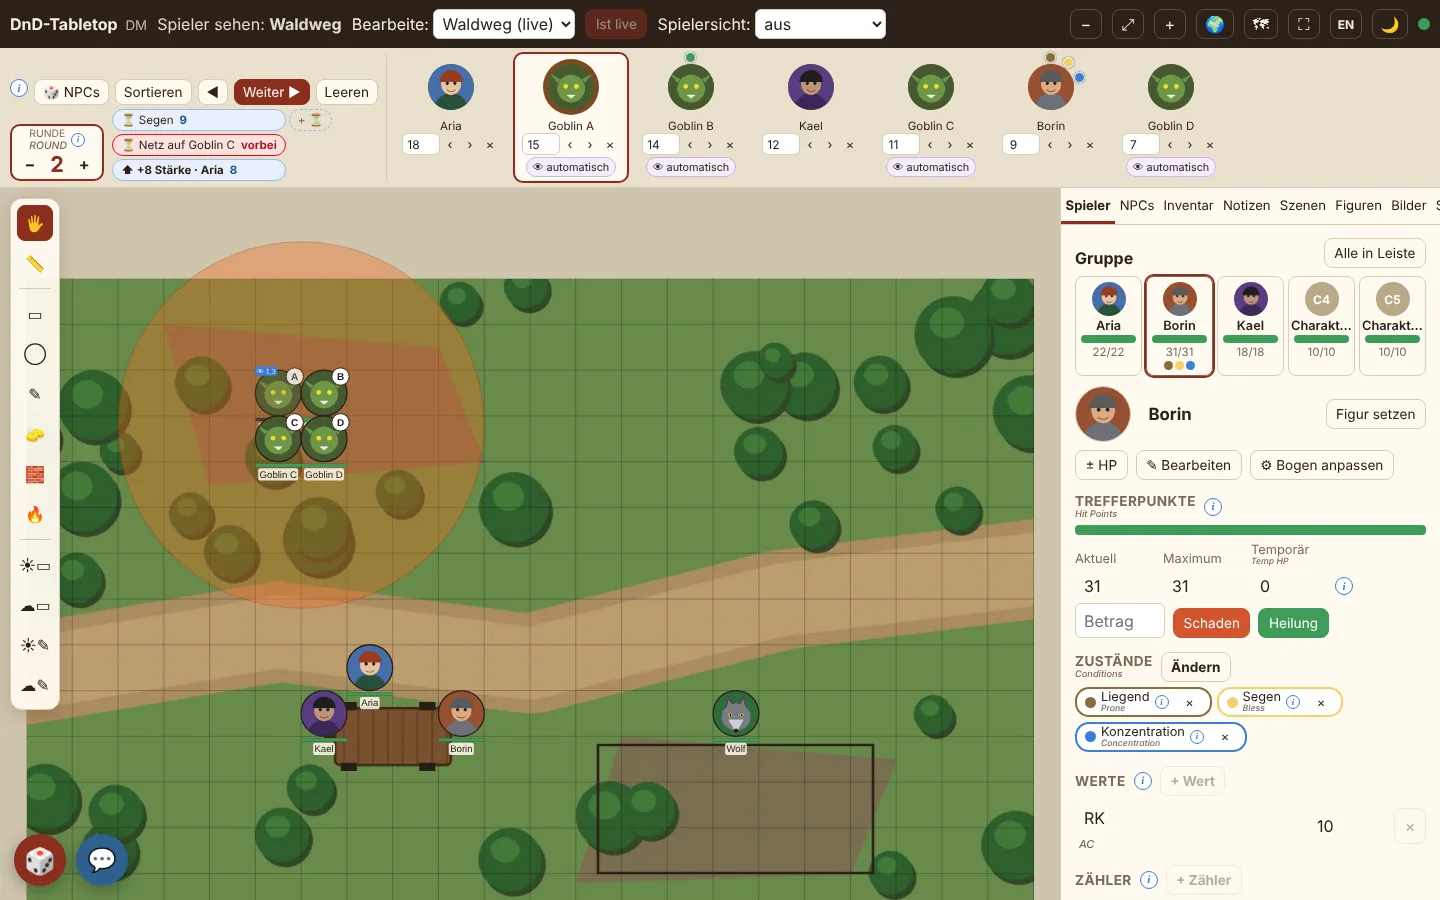 DnD-Tabletop DM Spieler sehen: Waldweg Bearbeite: Waldweg (live) Ist live Spielersicht: aus EN
NPCs Sortieren Weiter Leeren
RUNDE
ROUND
− 2 +
Segen 9
+
Netz auf Goblin C vorbei
+8 Stärke · Aria 8
Aria
18 ‹ › ×
Goblin A
15 ‹ › ×
automatisch
Goblin B
14 ‹ › ×
automatisch
Kael
12 ‹ › ×
Goblin C
11 ‹ › ×
automatisch
Borin
9 ‹ › ×
Goblin D
7 ‹ › ×
automatisch
1,3
A
B
C
D
Goblin C
Goblin D
Aria
Kael
Borin
Wolf
Spieler NPCs Inventar Notizen Szenen Figuren Bilder
Gruppe
Alle in Leiste
Aria
22/22
Borin
31/31
Kael
18/18
C4
Charakt...
10/10
C5
Charakt...
10/10
Borin
Figur setzen
± HP
Bearbeiten
Bogen anpassen
TREFFERPUNKTE
Hit Points
Aktuell
Maximum
Temporär
Temp HP
31
31
0
Betrag
Schaden
Heilung
ZUSTÄNDE
Conditions
Ändern
Liegend
Prone
×
Segen
Bless
×
Konzentration
Concentration
×
WERTE
+ Wert
RK
AC
10
×
ZÄHLER
+ Zähler